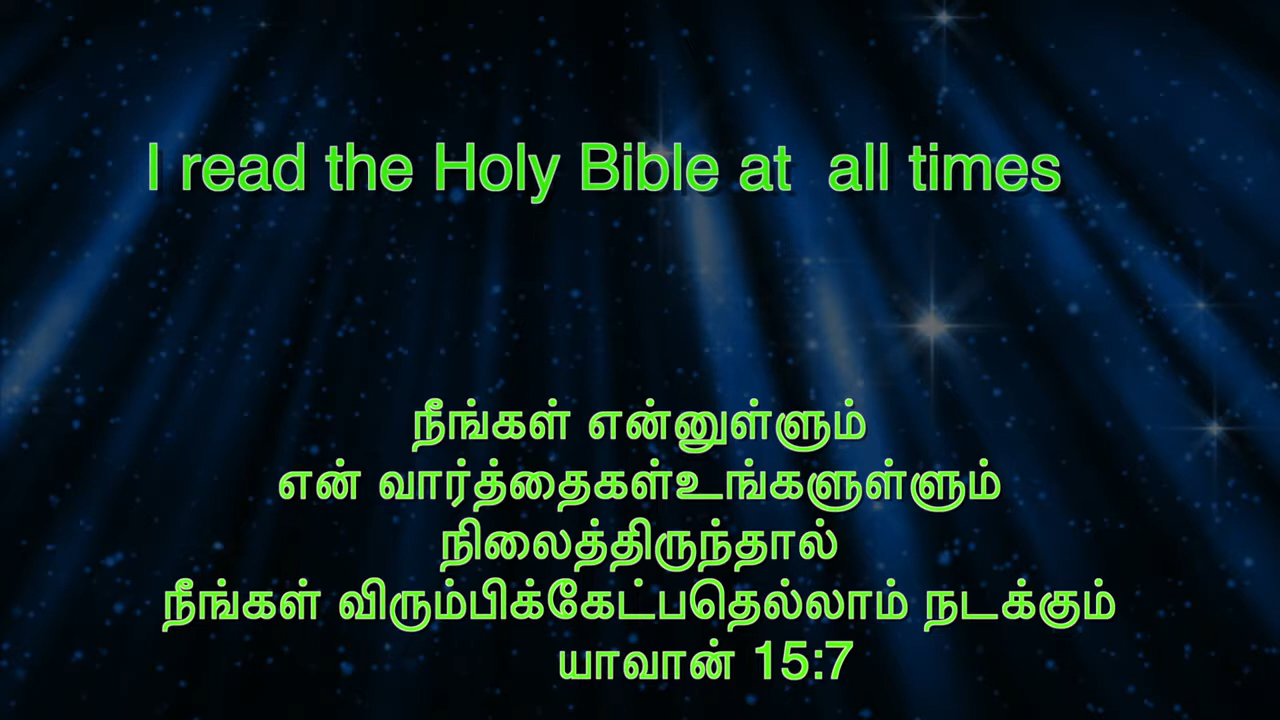 I read the Holy Bible at  all times
நீங்கள் என்னுள்ளும்
என் வார்த்தைகள்உங்களுள்ளும்
நிலைத்திருந்தால்
நீங்கள் விரும்பிக்கேட்பதெல்லாம் நடக்கும்
யாவான் 15:7